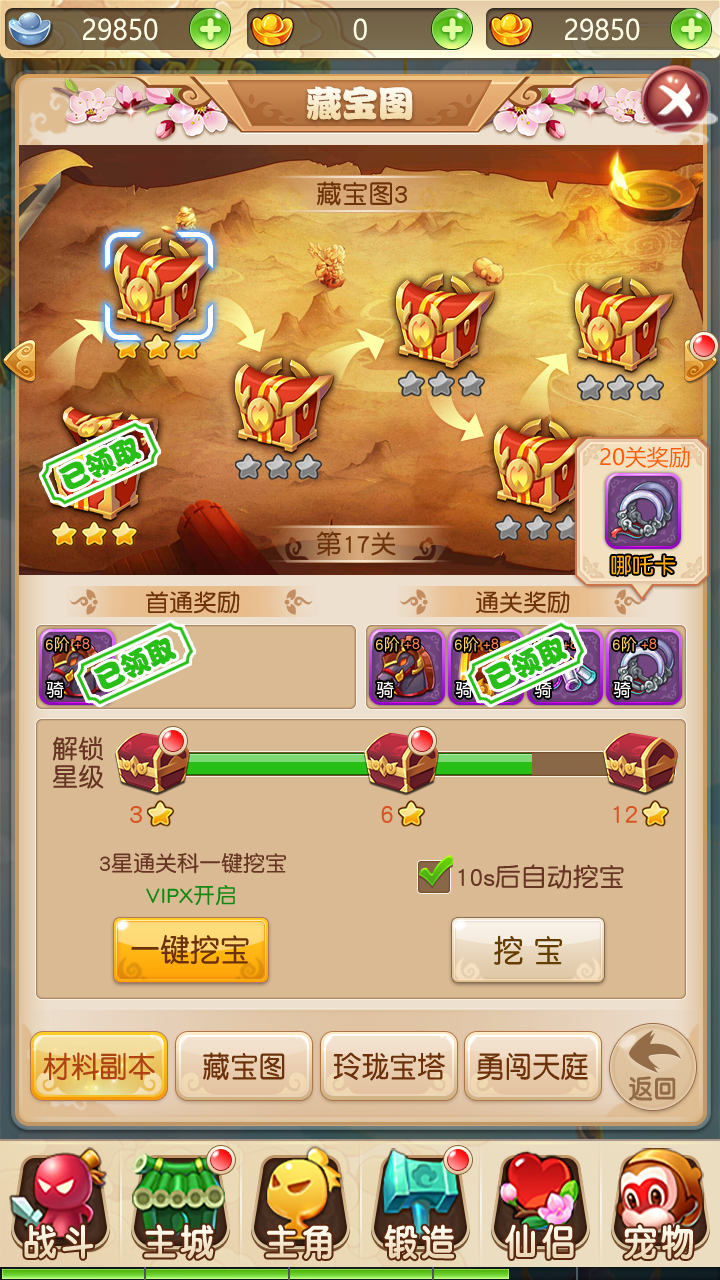 29850
0
29850
藏宝图
藏宝图3
已领取
20关奖励
哪吒卡
第17关
首通奖励
通关奖励
6阶 +8
骑
已领取
6阶 +8
骑
6阶
骑
已领取
+8
骑
6阶 +8
骑
解锁
星级
3
6
12
3星通关科一键挖宝
VIPX开启
10s后自动挖宝
一键挖宝
挖 宝
材料副本
藏宝图
玲珑宝塔
勇闯天庭
返回
战斗
主城
主角
锻造
仙侣
宠物